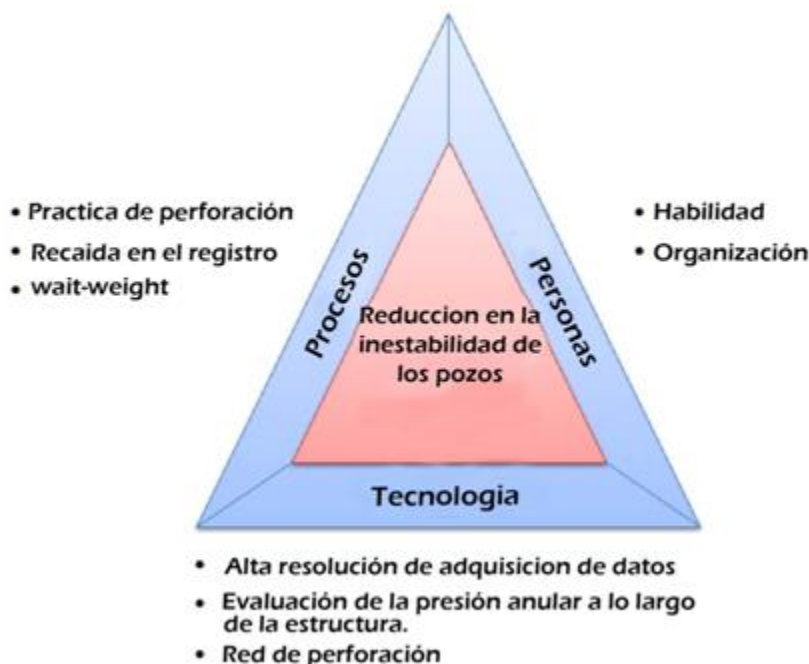 • Practica de perforación
• Recaida en el registro
• wait-weight
• Habilidad
• Organización
Procesos
Personas
Reduccion en la
inestabilidad de
los pozos
Tecnologia
• Alta resolución de adquisicion de datos
• Evaluación de la presión anular a lo largo
de la estructura.
• Red de perforación